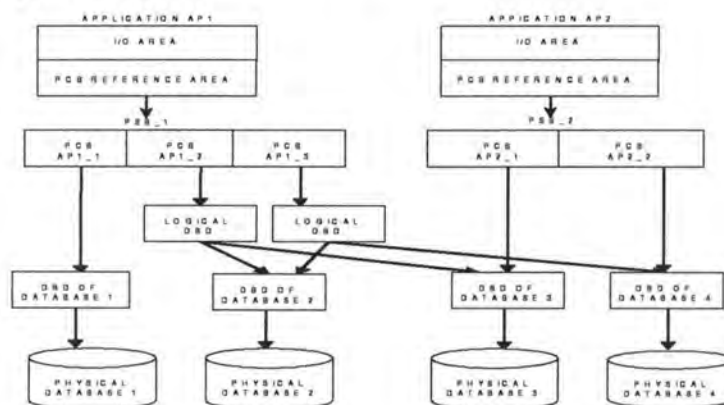 APPLICATION AP1
APPLICATION AP2
I/O AREA
I/O AREA
PCB REFERENCE AREA
PCB REFERENCE AREA
PSB_1
PSB_2
PCB
AP1_1
PCB
AP1_2
PCB
AP1_3
PCB
AP2_1
PCB
AP2_2
LOGICAL
DBD
LOGICAL
DBD
DBD OF
DATABASE 1
DBD OF
DATABASE 2
DBD OF
DATABASE 3
DBD OF
DATABASE 4
PHYSICAL
DATABASE 1
PHYSICAL
DATABASE 2
PHYSICAL
DATABASE 3
PHYSICAL
DATABASE 4